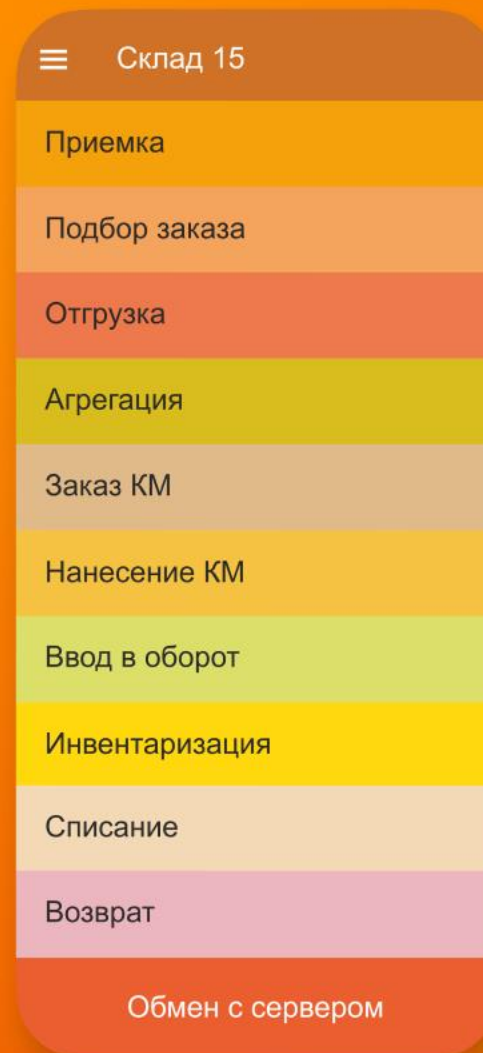 Склад 15
Приемка
Подбор заказа
Отгрузка
Агрегация
Заказ КМ
Нанесение КМ
Ввод в оборот
Инвентаризация
Списание
Возврат
Обмен с сервером